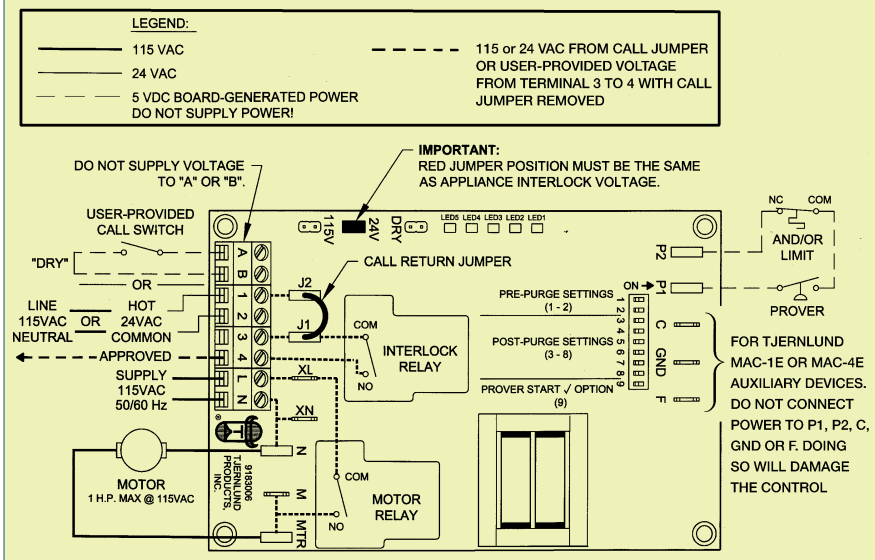 LEGEND:
115 VAC
24 VAC
5 VDC BOARD-GENERATED POWER
DO NOT SUPPLY POWER!
115 or 24 VAC FROM CALL JUMPER
OR USER-PROVIDED VOLTAGE
FROM TERMINAL 3 TO 4 WITH CALL
JUMPER REMOVED
IMPORTANT:
RED JUMPER POSITION MUST BE THE SAME
AS APPLIANCE INTERLOCK VOLTAGE.
DO NOT SUPPLY VOLTAGE
TO "A" OR "B".
USER-PROVIDED
CALL SWITCH
"DRY"
OR
LINE
115VAC
NEUTRAL
OR
HOT
24VAC
COMMON
APPROVED
SUPPLY
115VAC
50/60 Hz
MOTOR
1 H.P. MAX @ 115VAC
A
B
1
2
3
4
L
N
115V
24V
DRY
LED5 LED4 LED3 LED2 LED1
CALL RETURN JUMPER
J2
J1
COM
INTERLOCK
RELAY
NO
XL
XN
®
T
9183006
TJERNLUND
PRODUCTS,
INC.
N
M
MTR
COM
MOTOR
RELAY
NO
PRE-PURGE SETTINGS
(1 - 2)
POST-PURGE SETTINGS
(3 - 8)
PROVER START √ OPTION
(9)
ON
1
2
3
4
5
6
7
8
9
P2
P1
C
GND
F
NC COM
AND/OR
LIMIT
PROVER
FOR TJERNLUND
MAC-1E OR MAC-4E
AUXILIARY DEVICES.
DO NOT CONNECT
POWER TO P1, P2, C,
GND OR F. DOING
SO WILL DAMAGE
THE CONTROL